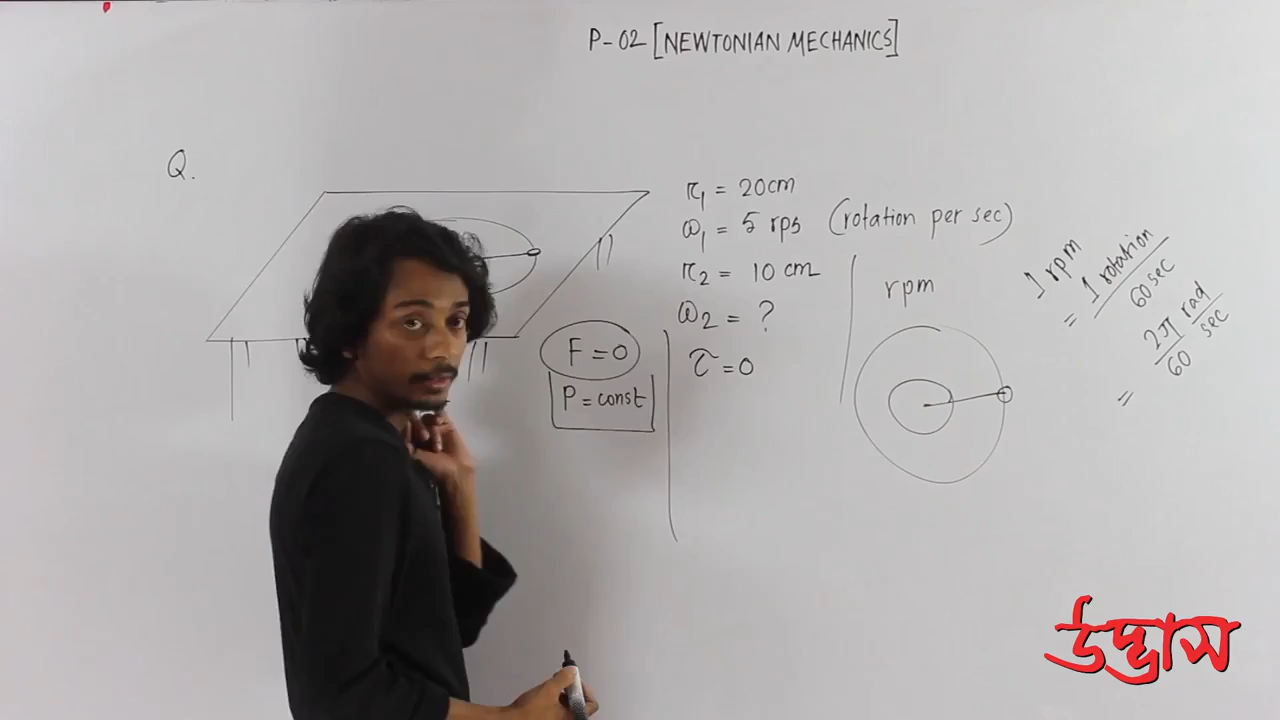 P-02 [NEWTONIAN MECHANICS]
Q.
r₁ = 20cm
ω₁ = 5 rps (rotation per sec)
r₂ = 10 cm
ω₂ = ?
τ = 0
F = 0
P = const
rpm
1 rpm
= 1 rotation / 60 sec
= 2π / 60 rad / sec
উদ্ভাস